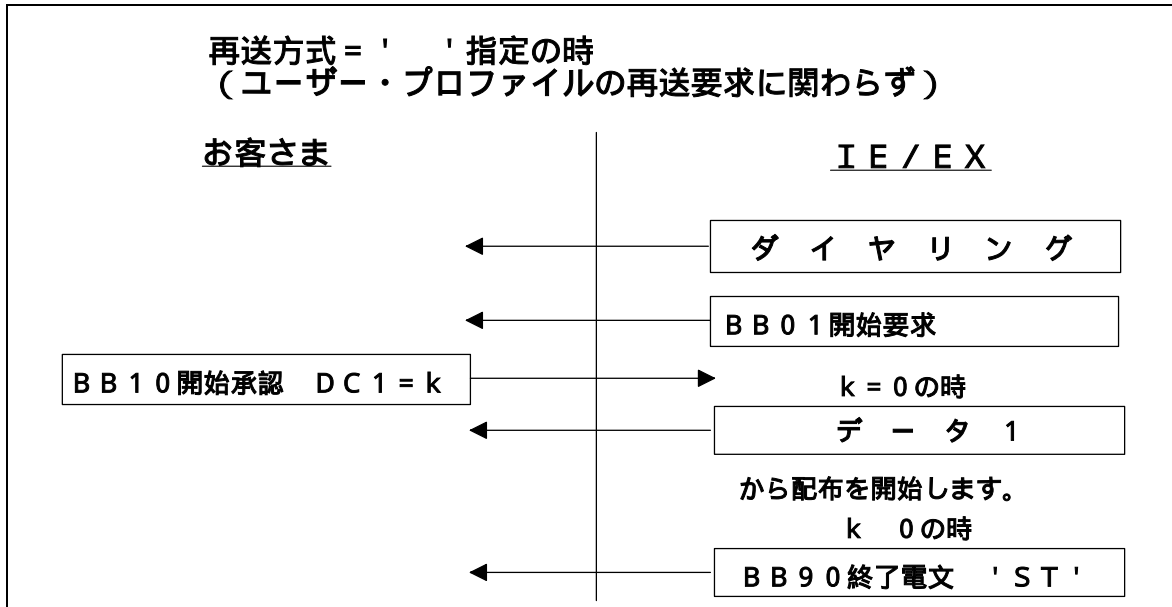 再送方式＝'　'指定の時
（ユーザー・プロファイルの再送要求に関わらず）
お客さま
ＩＥ／ＥＸ
ダ イ ヤ リ ン グ
ＢＢ０１開始要求
ＢＢ１０開始承認　ＤＣ１＝ｋ
ｋ＝０の時
デ ー タ １
から配布を開始します。
ｋ　０の時
ＢＢ９０終了電文　'ＳＴ'